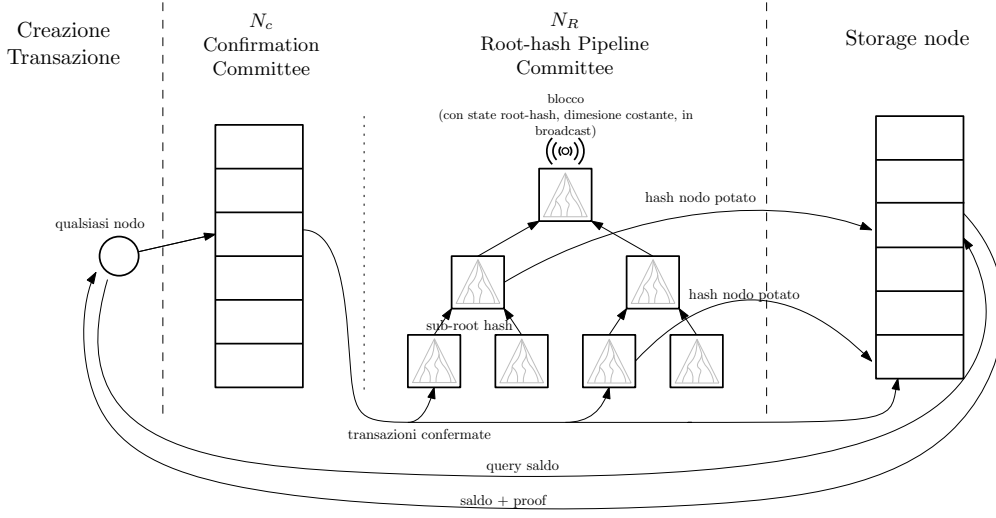 Creazione
Transazione
N_c
Confirmation
Committee
N_R
Root-hash Pipeline
Committee
Storage node
blocco
(con state root-hash, dimesione costante, in
broadcast)
qualsiasi nodo
hash nodo potato
hash nodo potato
sub-root hash
transazioni confermate
query saldo
saldo + proof